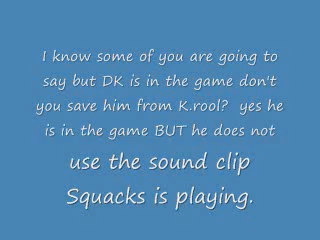 I know some of you are going to
say but DK is in the game don't
you save him from K.rool?  yes he
is in the game BUT he does not
use the sound clip
Squacks is playing.